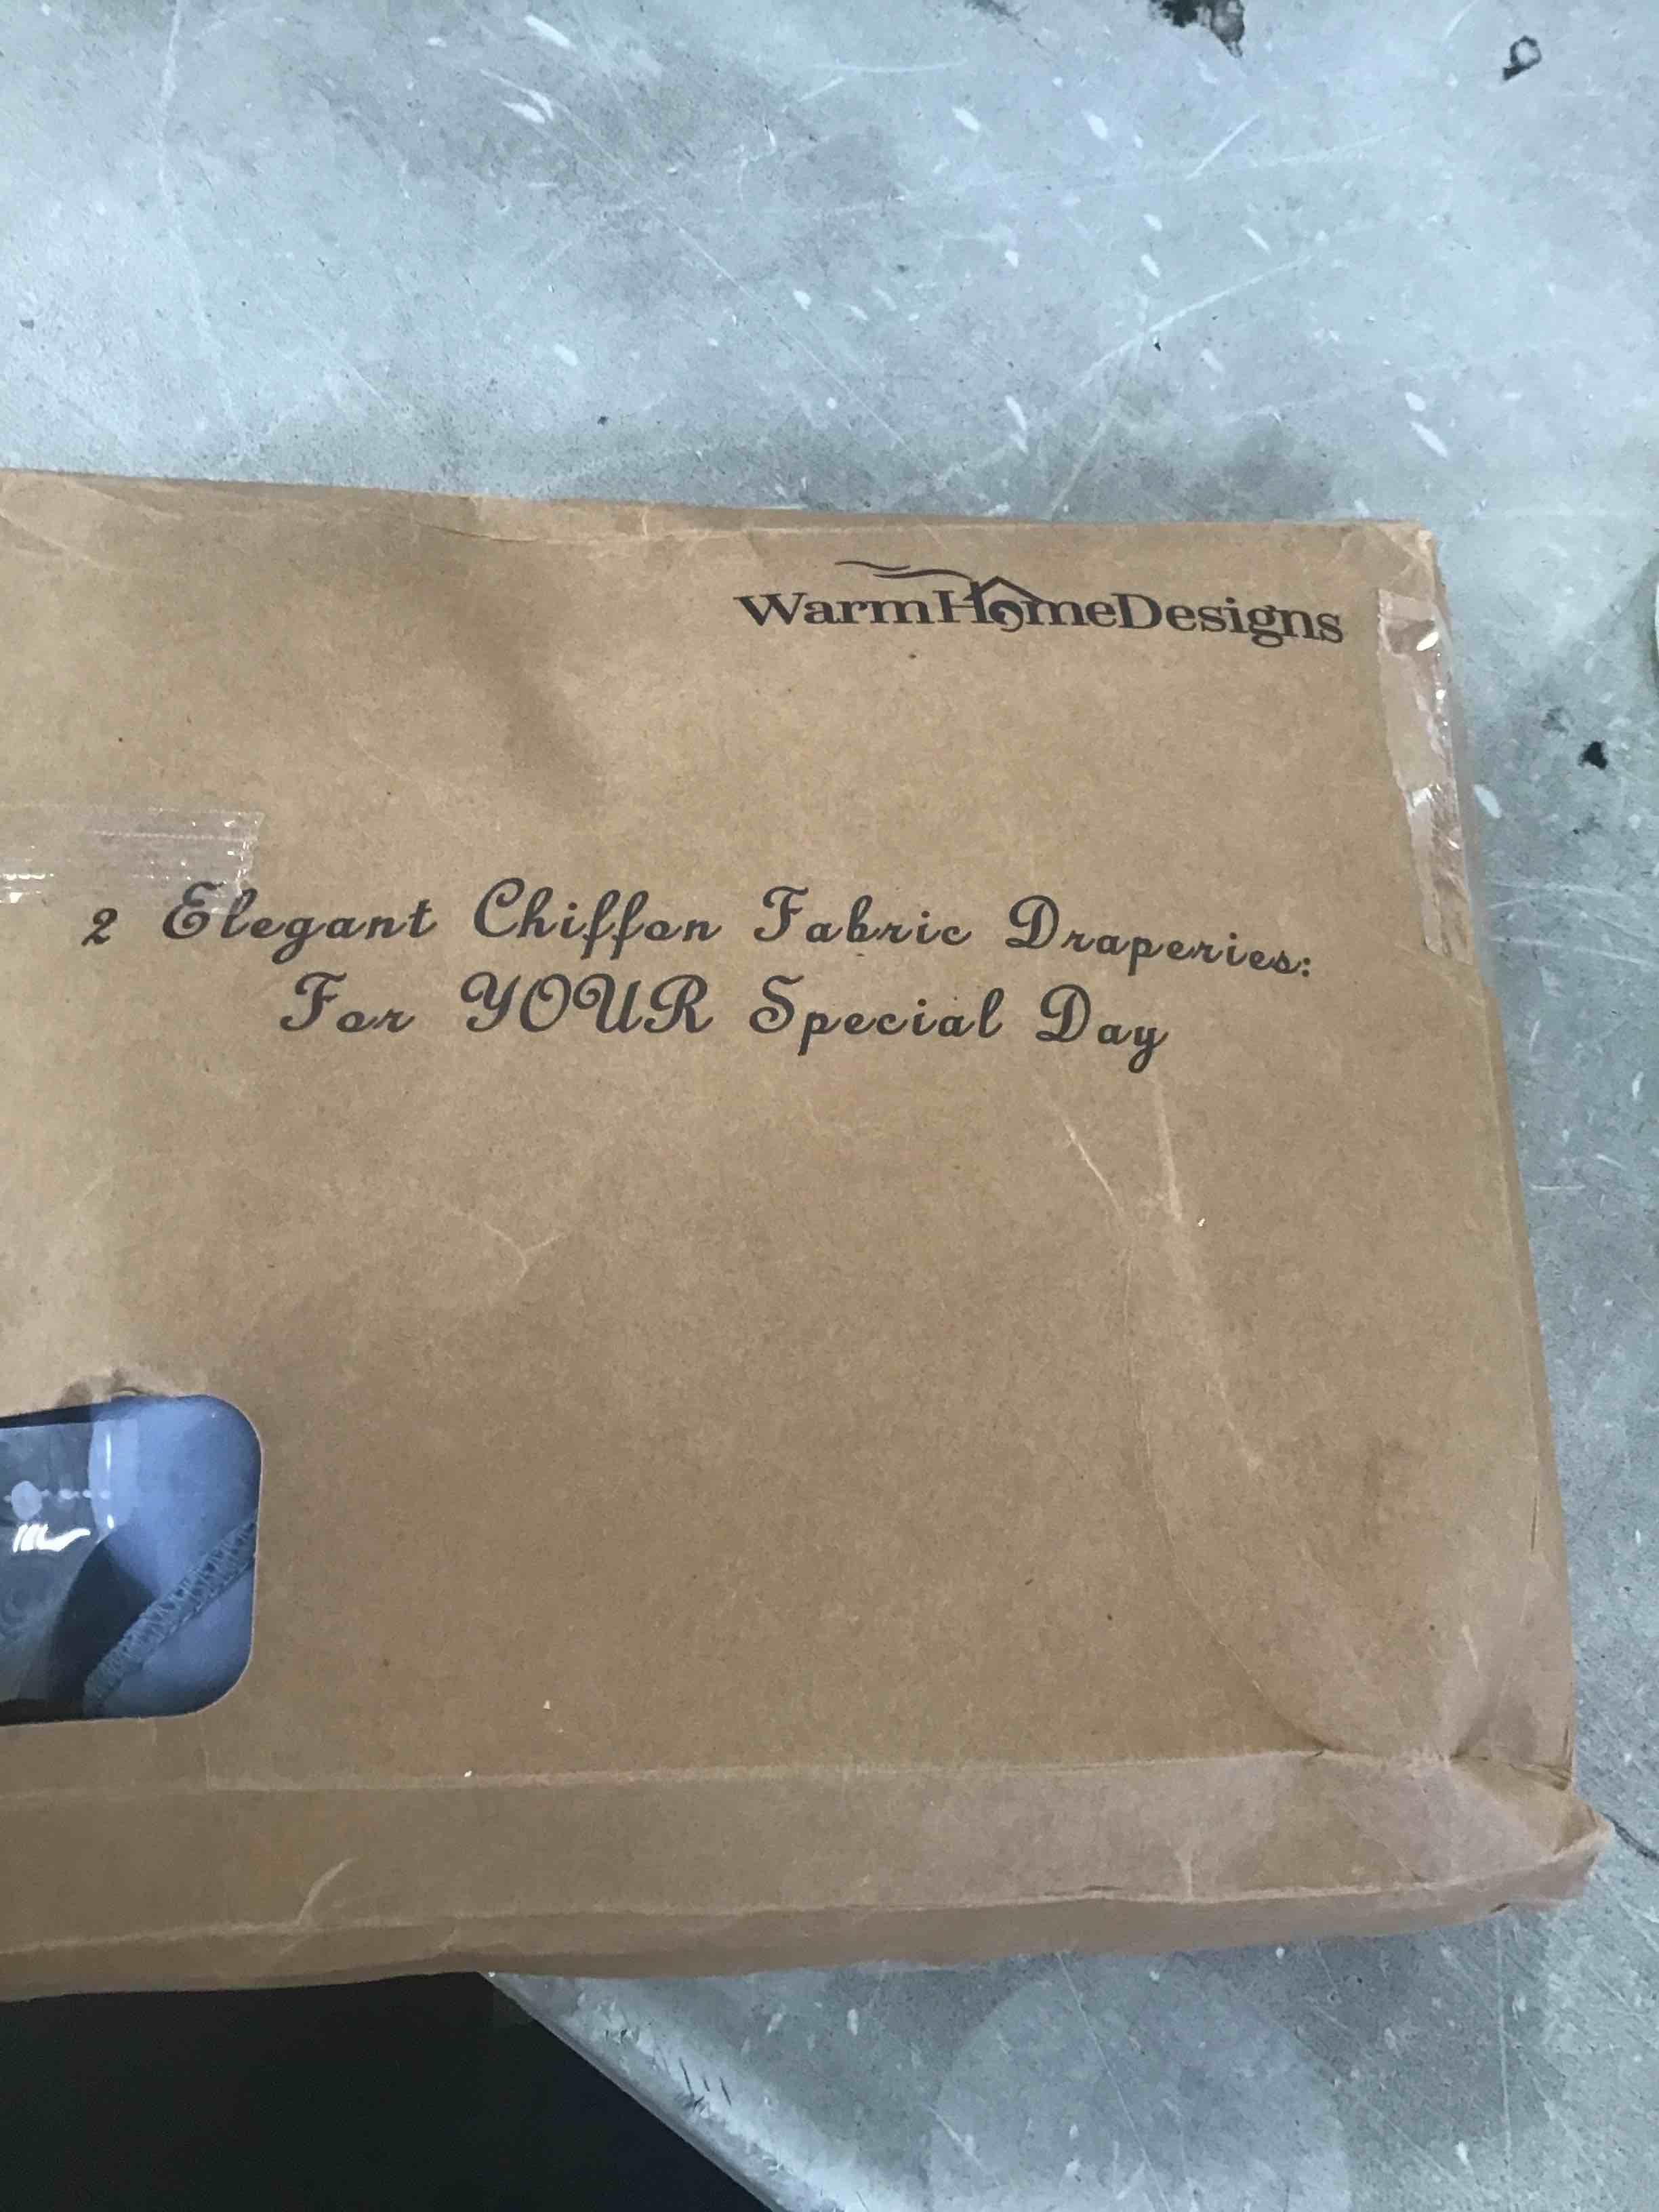 WarmHomeDesigns
2 Elegant Chiffon Fabric Draperies:
For YOUR Special Day